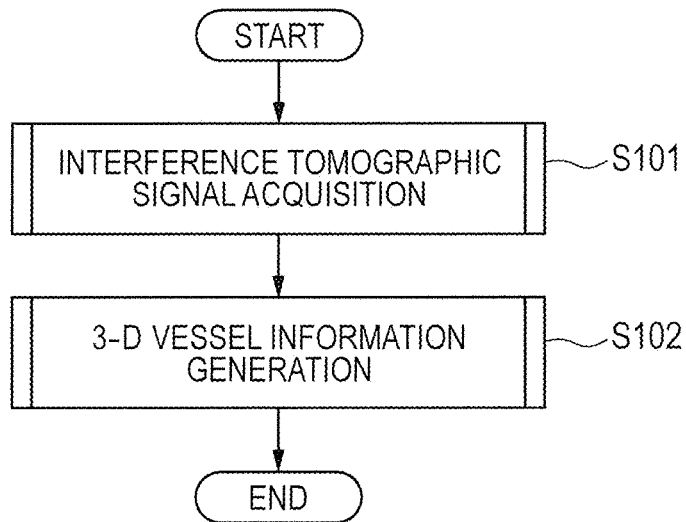 START
INTERFERENCE TOMOGRAPHIC
SIGNAL ACQUISITION
S101
3-D VESSEL INFORMATION
GENERATION
S102
END